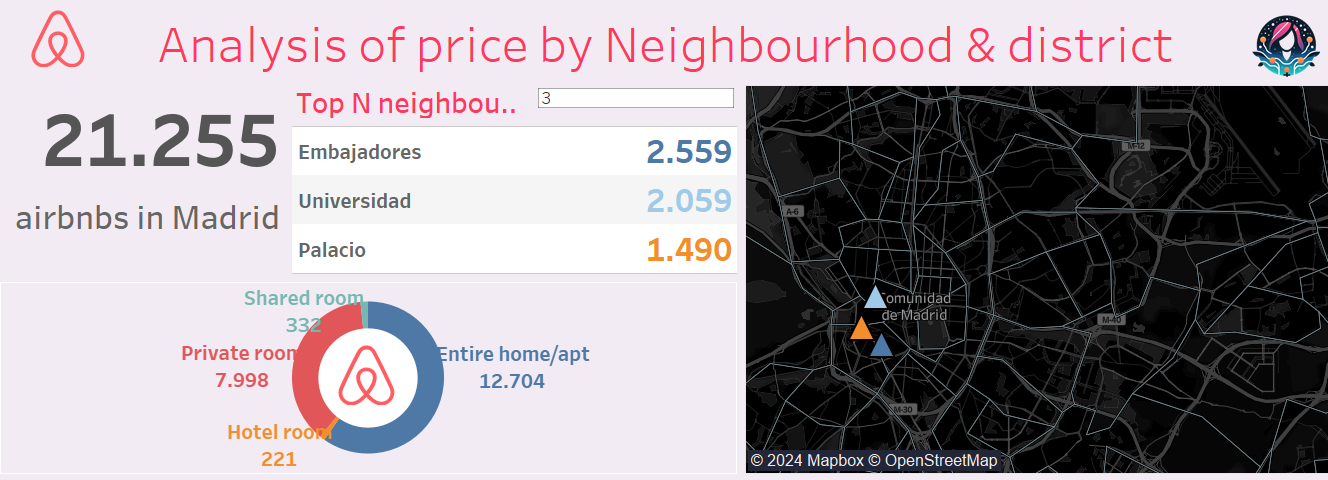 Analysis of price by Neighbourhood & district
21.255
airbnbs in Madrid
Top N neighbou..
3
Embajadores 2.559
Universidad 2.059
Palacio 1.490
Shared room
332
Private room
7.998
Entire home/apt
12.704
Hotel room
221
A-6
M-12
Comunidad
de Madrid
M-40
M-30
© 2024 Mapbox © OpenStreetMap